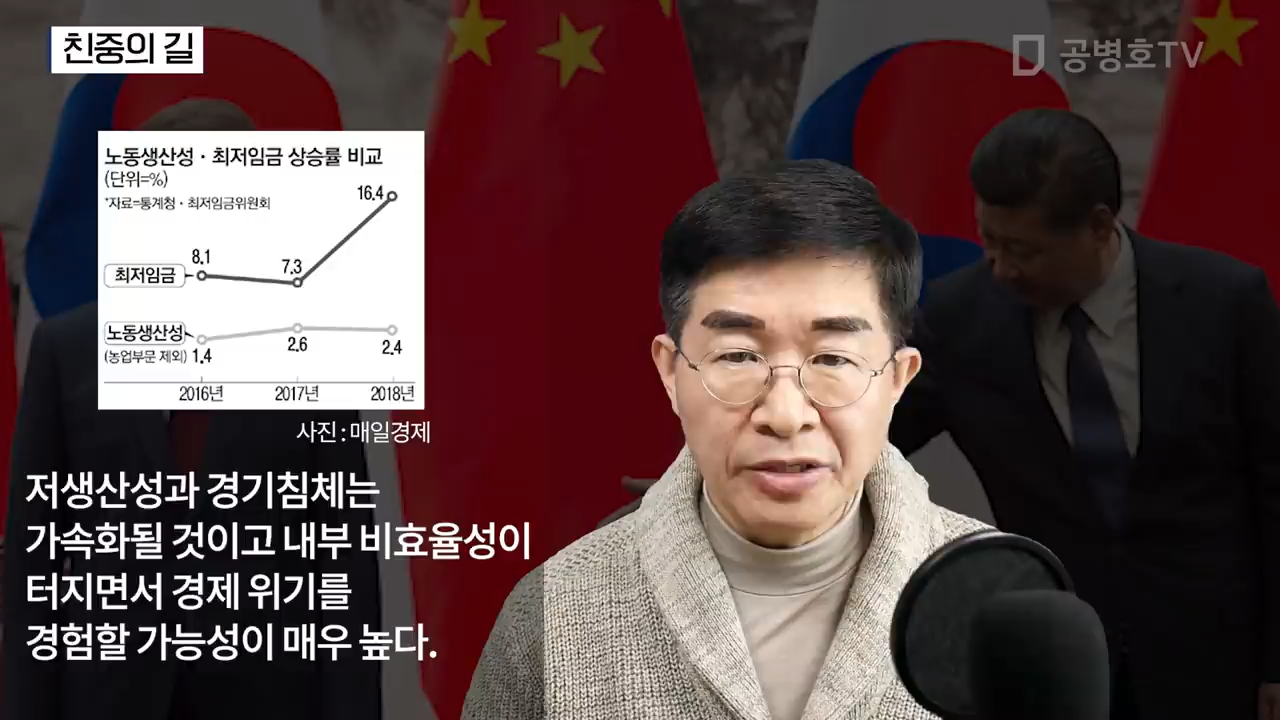 친중의 길
공병호TV
노동생산성 · 최저임금 상승률 비교
(단위=%)
*자료=통계청 · 최저임금위원회
16.4
8.1
7.3
최저임금
노동생산성
(농업부문 제외)
1.4
2.6
2.4
2016년 2017년 2018년
사진 : 매일경제
저생산성과 경기침체는
가속화될 것이고 내부 비효율성이
터지면서 경제 위기를
경험할 가능성이 매우 높다.